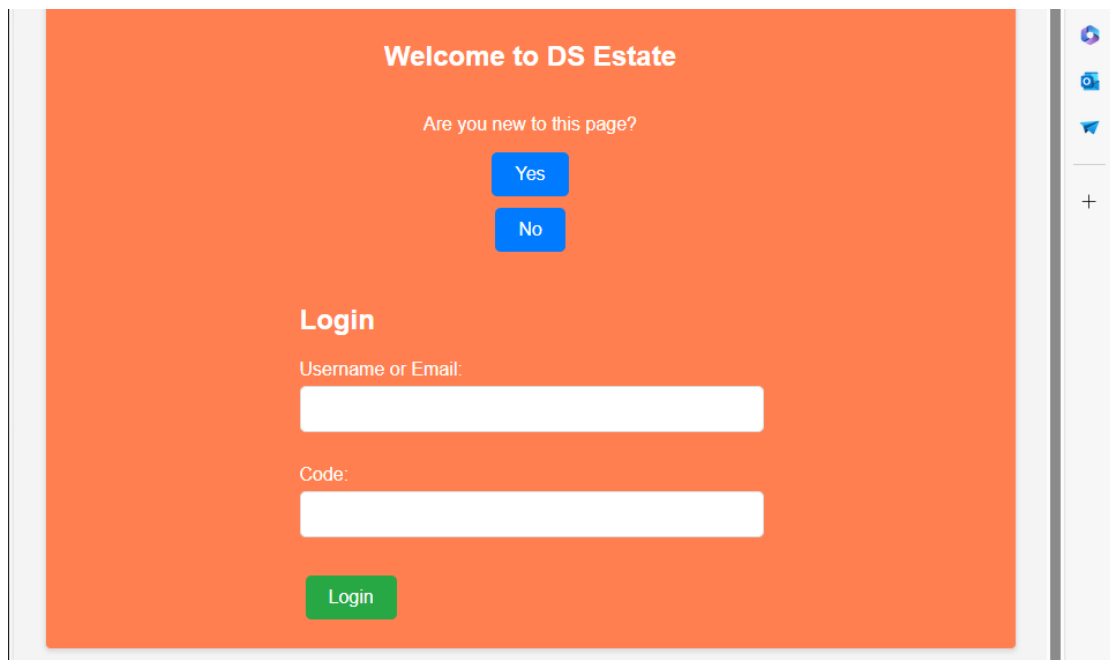 Welcome to DS Estate
Are you new to this page?
Yes
No
Login
Username or Email:
Code:
Login